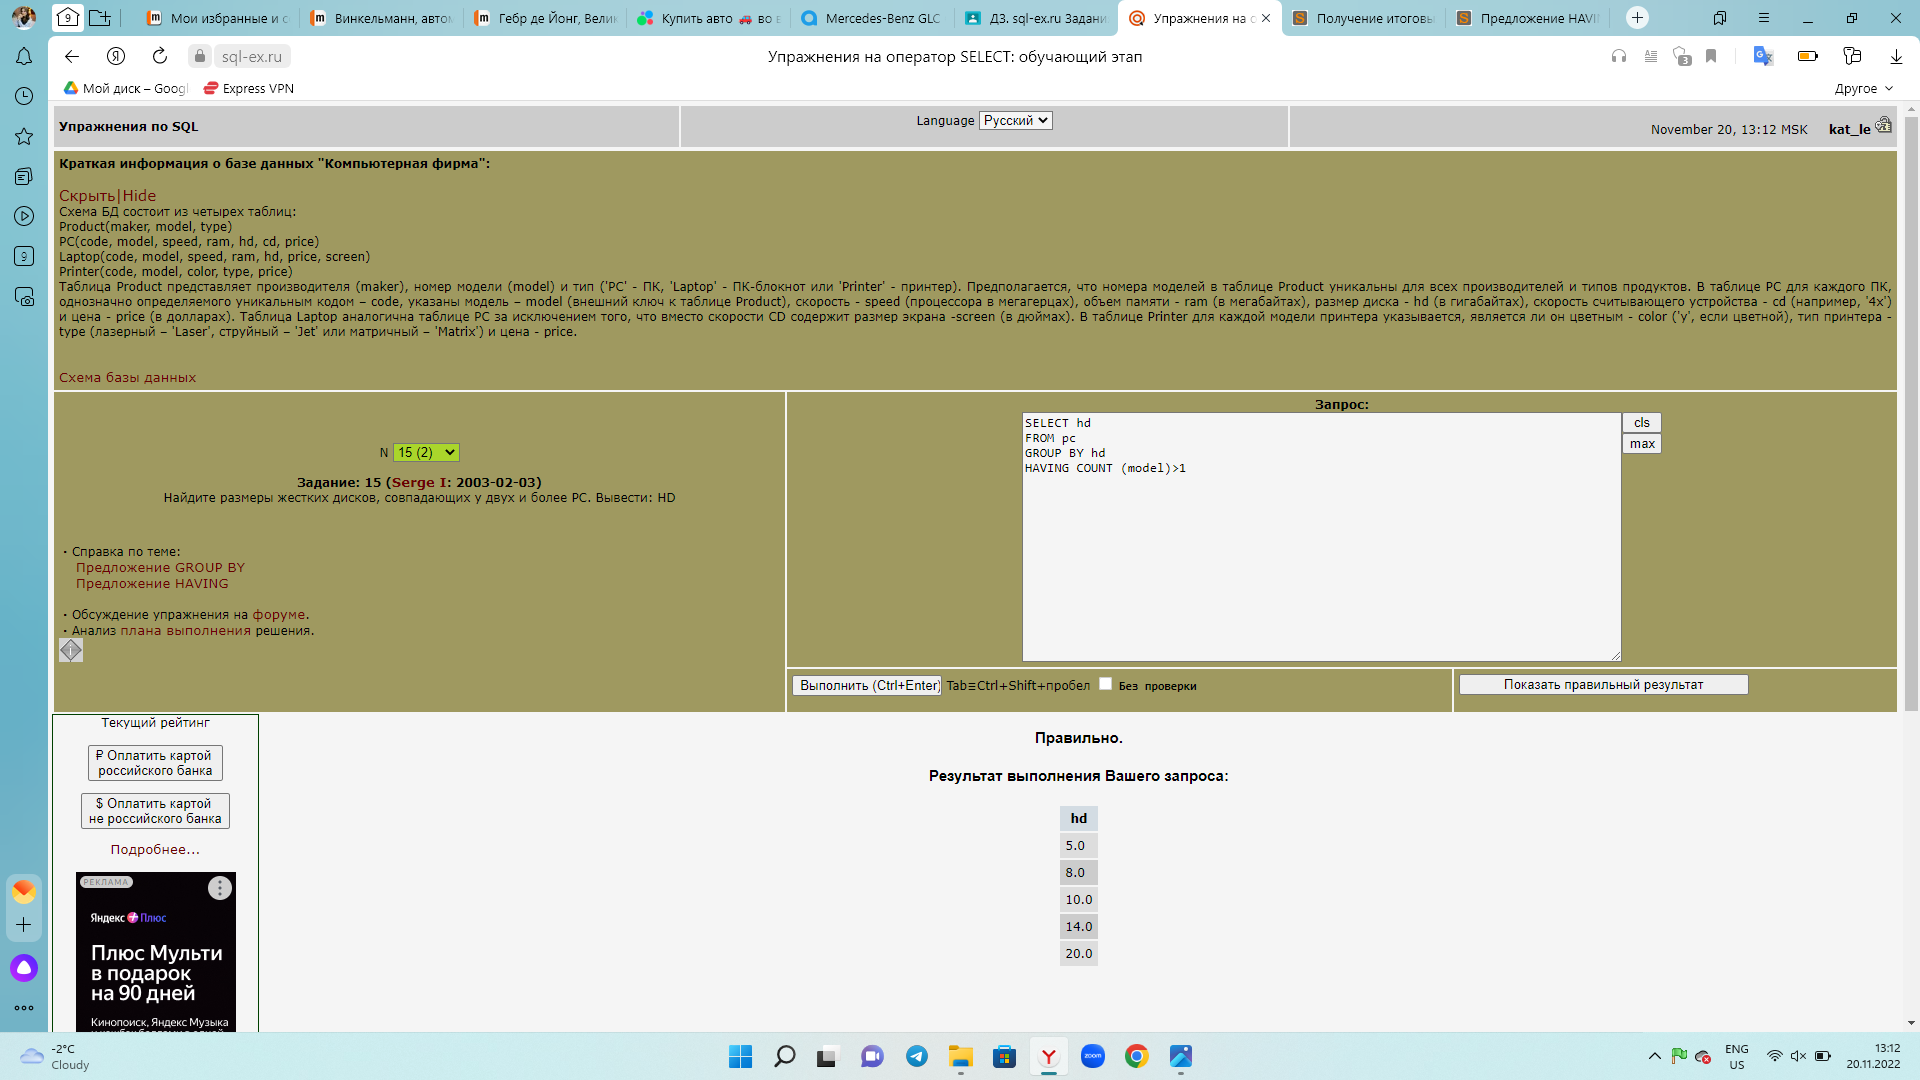 9
Мои избранные и с
Винкельманн, автом
Гебр де Йонг, Вели
Купить авто 🚗 во в
Mercedes-Benz GLC
ДЗ. sql-ex.ru Задани
Упражнения на о
Получение итоговы
Предложение HAVI
sql-ex.ru
Упражнения на оператор SELECT: обучающий этап
3
Мой диск – Googl
Express VPN
Другое
Упражнения по SQL
Language Русский
November 20, 13:12 MSK kat_le
Краткая информация о базе данных "Компьютерная фирма":
Скрыть|Hide
Схема БД состоит из четырех таблиц:
Product(maker, model, type)
PC(code, model, speed, ram, hd, cd, price)
Laptop(code, model, speed, ram, hd, price, screen)
Printer(code, model, color, type, price)
Таблица Product представляет производителя (maker), номер модели (model) и тип ('PC' - ПК, 'Laptop' - ПК-блокнот или 'Printer' - принтер). Предполагается, что номера моделей в таблице Product уникальны для всех производителей и типов продуктов. В таблице PC для каждого ПК,
однозначно определяемого уникальным кодом – code, указаны модель – model (внешний ключ к таблице Product), скорость - speed (процессора в мегагерцах), объем памяти - ram (в мегабайтах), размер диска - hd (в гигабайтах), скорость считывающего устройства - cd (например, '4x')
и цена - price (в долларах). Таблица Laptop аналогична таблице РС за исключением того, что вместо скорости CD содержит размер экрана -screen (в дюймах). В таблице Printer для каждой модели принтера указывается, является ли он цветным - color ('y', если цветной), тип принтера -
type (лазерный – 'Laser', струйный – 'Jet' или матричный – 'Matrix') и цена - price.
Схема базы данных
N 15 (2)
Задание: 15 (Serge I: 2003-02-03)
Найдите размеры жестких дисков, совпадающих у двух и более PC. Вывести: HD
· Справка по теме:
Предложение GROUP BY
Предложение HAVING
· Обсуждение упражнения на форуме.
· Анализ плана выполнения решения.
Запрос:
SELECT hd
FROM pc
GROUP BY hd
HAVING COUNT (model)>1
cls
max
Выполнить (Ctrl+Enter) Tab≡Ctrl+Shift+пробел Без проверки
Показать правильный результат
Текущий рейтинг
₽ Оплатить картой
российского банка
$ Оплатить картой
не российского банка
Подробнее...
РЕКЛАМА
Яндекс Плюс
Плюс Мульти
в подарок
на 90 дней
Кинопоиск, Яндекс Музыка
Правильно.
Результат выполнения Вашего запроса:
hd
5.0
8.0
10.0
14.0
20.0
9
-2°C
Cloudy
zoom
ENG
US
13:12
20.11.2022